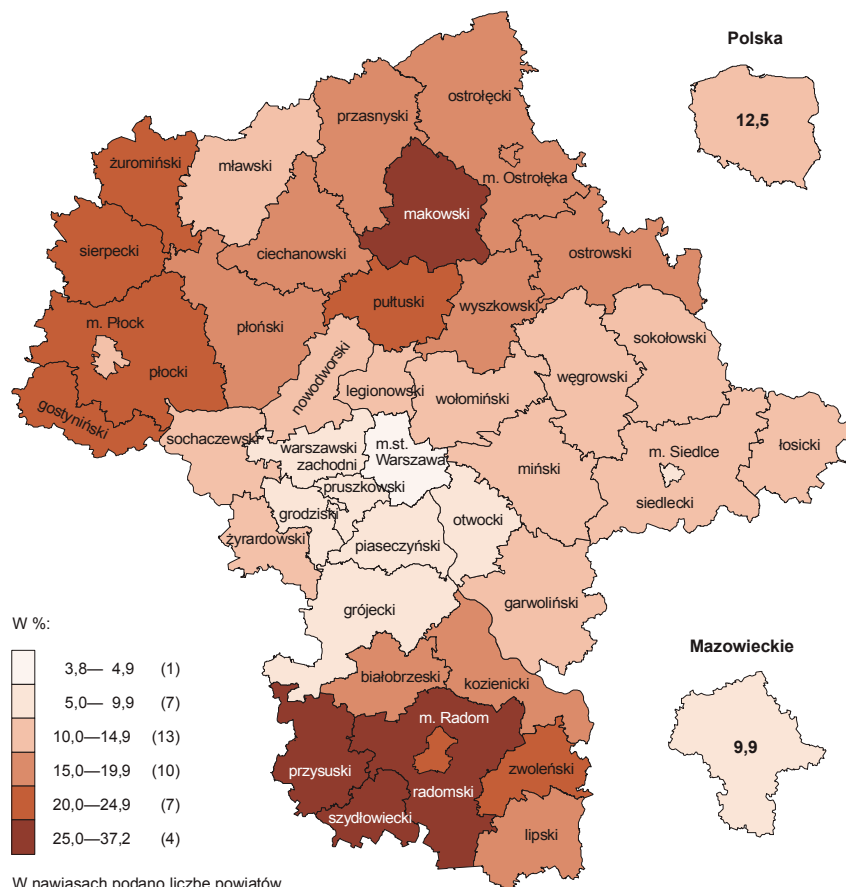 Polska
12,5
ostrołęcki
przasnyski
m. Ostrołęka
żuromiński
mławski
makowski
sierpecki
ciechanowski
ostrowski
pułtuski
wyszkowski
m. Płock
płoński
sokołowski
płocki
nowodworski
legionowski
wołomiński
węgrowski
gostyniński
sochaczewski
warszawski
zachodni
m.st.
Warszawa
m. Siedlce
łosicki
miński
pruszkowski
siedlecki
grodziski
otwocki
żyrardowski
piaseczyński
garwoliński
grójecki
W %:
3,8— 4,9 (1)
5,0— 9,9 (7)
10,0—14,9 (13)
15,0—19,9 (10)
20,0—24,9 (7)
25,0—37,2 (4)
Mazowieckie
9,9
białobrzeski
kozienicki
m. Radom
przysuski
zwoleński
radomski
szydłowiecki
lipski
W nawiasach podano liczbę powiatów